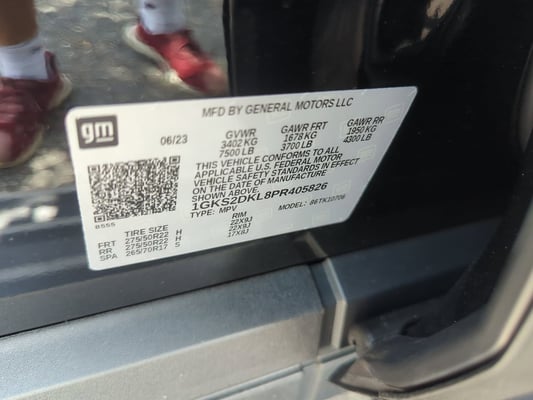 gm
MFD BY GENERAL MOTORS LLC
06/23 GVWR GAWR FRT GAWR RR
3402 KG 1678 KG 1950 KG
7500 LB 3700 LB 4300 LB
THIS VEHICLE CONFORMS TO ALL
APPLICABLE U.S. FEDERAL MOTOR
VEHICLE SAFETY STANDARDS IN EFFECT
ON THE DATE OF MANUFACTURE
SHOWN ABOVE
1GKS2DKL8PR405826
TYPE: MPV MODEL: 96TK10706
B555
TIRE SIZE RIM
FRT 275/50R22 H 22X9J
RR 275/50R22 H 22X9J
SPA 265/70R17 S 17X8J